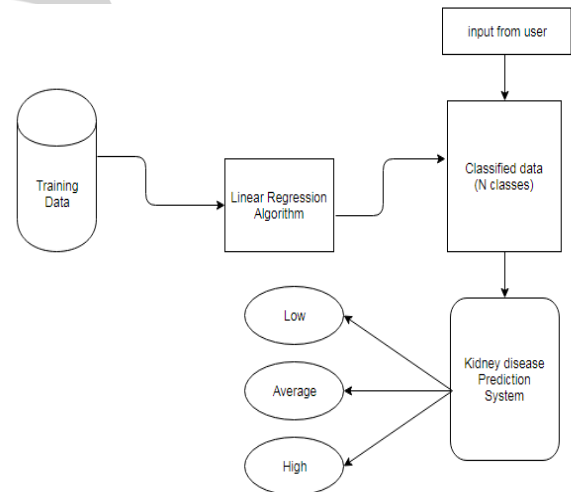 input from user
Training
Data
Linear Regression
Algorithm
Classified data
(N classes)
Low
Average
High
Kidney disease
Prediction
System